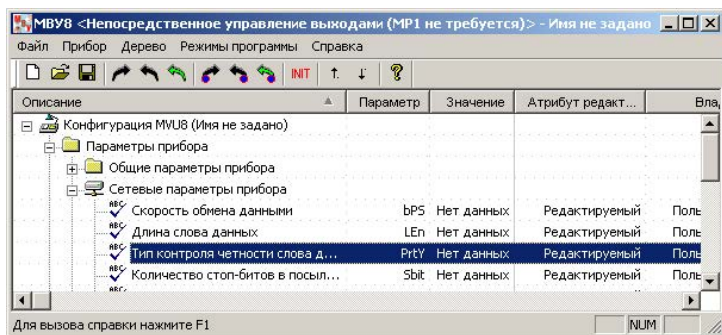 МВУ8 <Непосредственное управление выходами (МР1 не требуется)> - Имя не задано
Файл Прибор Дерево Режимы программы Справка
INIT
Описание Параметр Значение Атрибут редакт... Вла
Конфигурация MVU8 (Имя не задано)
Параметры прибора
Общие параметры прибора
Сетевые параметры прибора
Скорость обмена данными bPS Нет данных Редактируемый Поль
Длина слова данных LEn Нет данных Редактируемый Поль
Тип контроля четности слова д... PrtY Нет данных Редактируемый Поль
Количество стоп-битов в посыл... Sbit Нет данных Редактируемый Поль
Для вызова справки нажмите F1 NUM